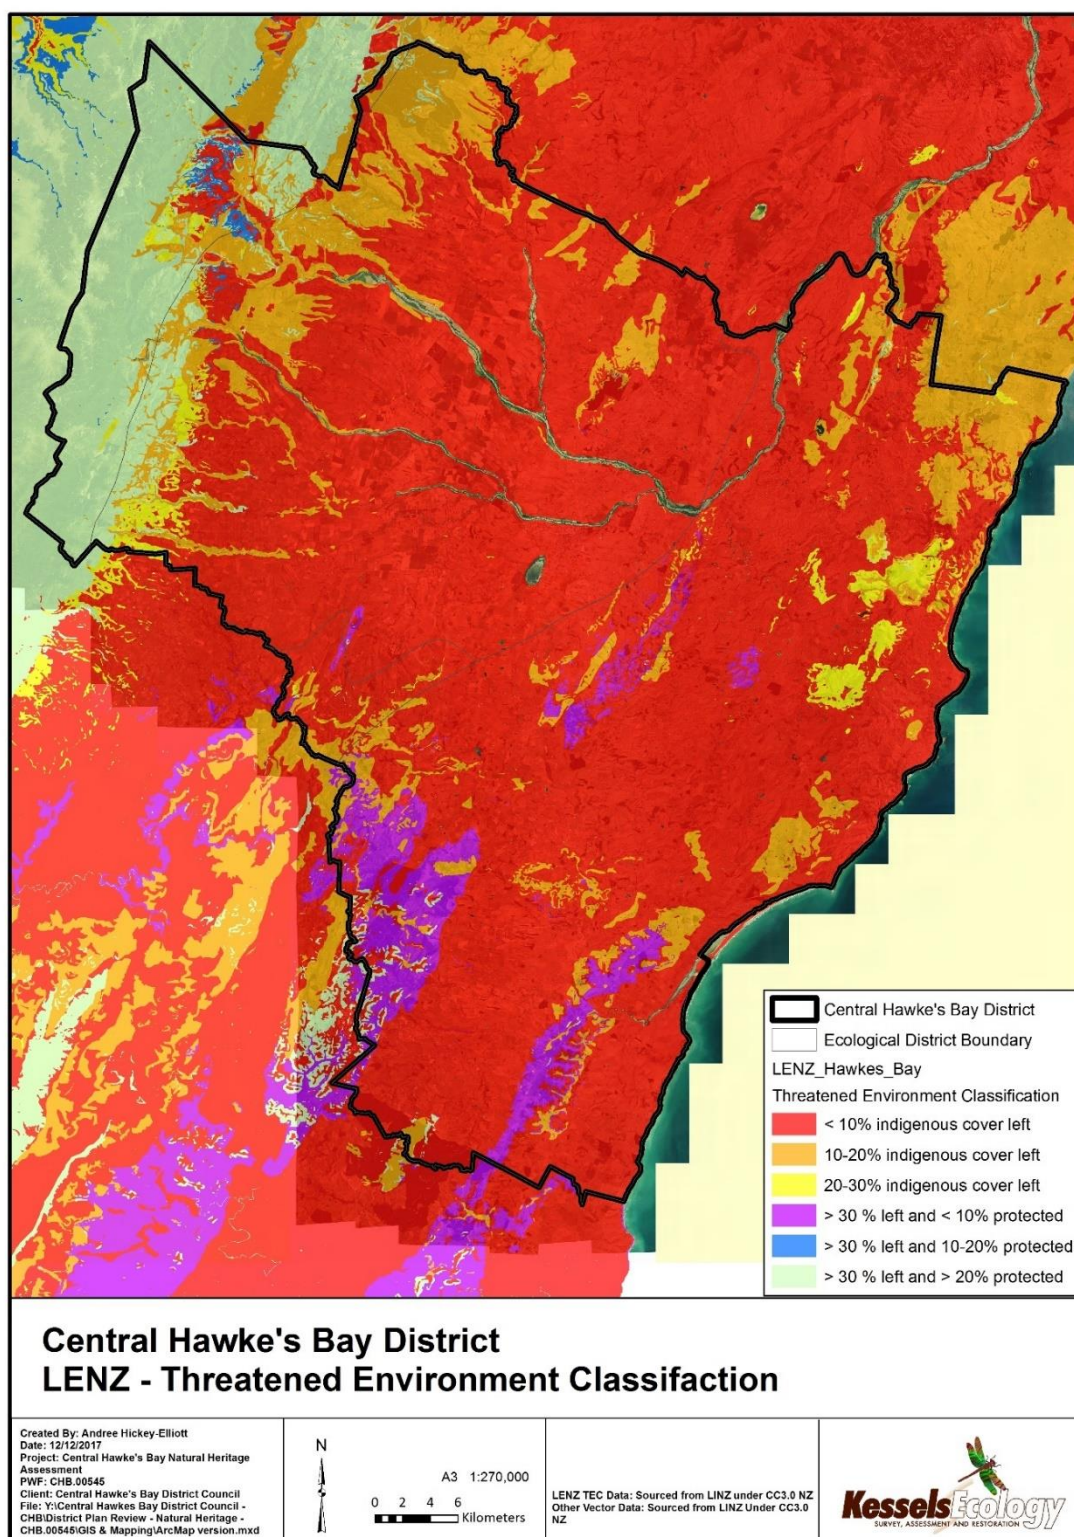 Central Hawke's Bay District
Ecological District Boundary
LENZ_Hawkes_Bay
Threatened Environment Classification
< 10% indigenous cover left
10-20% indigenous cover left
20-30% indigenous cover left
> 30 % left and < 10% protected
> 30 % left and 10-20% protected
> 30 % left and > 20% protected
Central Hawke's Bay District
LENZ - Threatened Environment Classifaction
Created By: Andree Hickey-Elliott
Date: 12/12/2017
Project: Central Hawke's Bay Natural Heritage
Assessment
PWF: CHB.00545
Client: Central Hawke's Bay District Council
File: Y:\Central Hawkes Bay District Council -
CHB\District Plan Review - Natural Heritage -
CHB.00545\GIS & Mapping\ArcMap version.mxd
N
A3 1:270,000
0 2 4 6
Kilometers
LENZ TEC Data: Sourced from LINZ under CC3.0 NZ
Other Vector Data: Sourced from LINZ Under CC3.0
NZ
KesselsEcology
SURVEY, ASSESSMENT AND RESTORATION